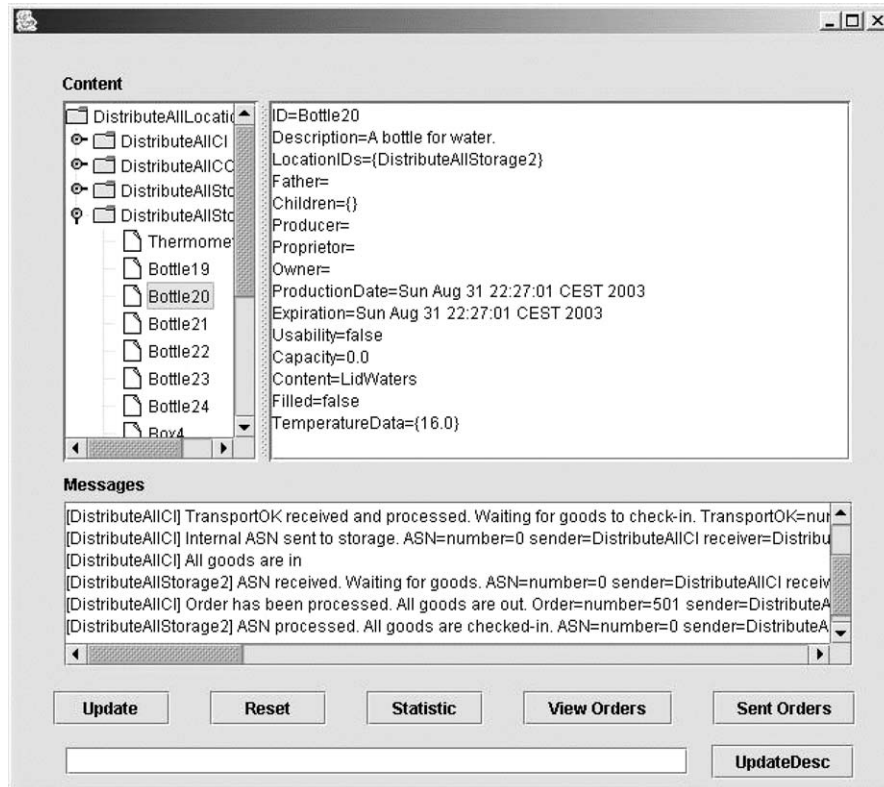 Content
DistributeAllLocatio
DistributeAllCI
DistributeAllCC
DistributeAllSto
DistributeAllSto
Thermome
Bottle19
Bottle20
Bottle21
Bottle22
Bottle23
Bottle24
Box4
ID=Bottle20
Description=A bottle for water.
LocationIDs={DistributeAllStorage2}
Father=
Children={}
Producer=
Proprietor=
Owner=
ProductionDate=Sun Aug 31 22:27:01 CEST 2003
Expiration=Sun Aug 31 22:27:01 CEST 2003
Usability=false
Capacity=0.0
Content=LidWaters
Filled=false
TemperatureData={16.0}
Messages
[DistributeAllCI] TransportOK received and processed. Waiting for goods to check-in. TransportOK=nur
[DistributeAllCI] Internal ASN sent to storage. ASN=number=0 sender=DistributeAllCI receiver=Distribu
[DistributeAllCI] All goods are in
[DistributeAllStorage2] ASN received. Waiting for goods. ASN=number=0 sender=DistributeAllCI receiv
[DistributeAllCI] Order has been processed. All goods are out. Order=number=501 sender=DistributeA
[DistributeAllStorage2] ASN processed. All goods are checked-in. ASN=number=0 sender=DistributeA
Update Reset Statistic View Orders Sent Orders
UpdateDesc